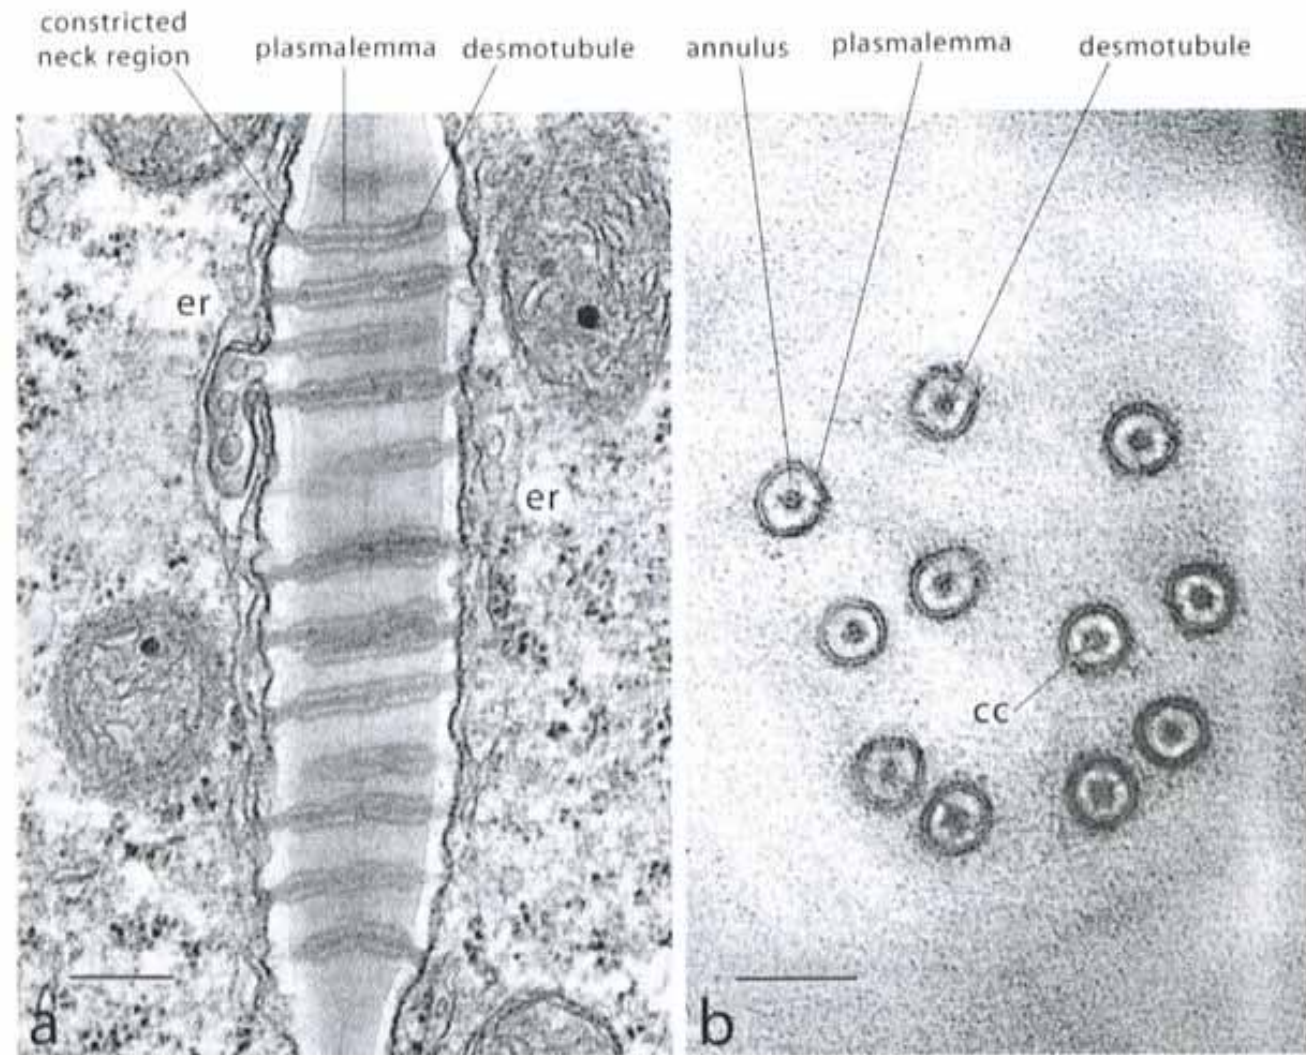 constricted
neck region
plasmalemma
desmotubule
annulus
plasmalemma
desmotubule
er
er
cc
a
b